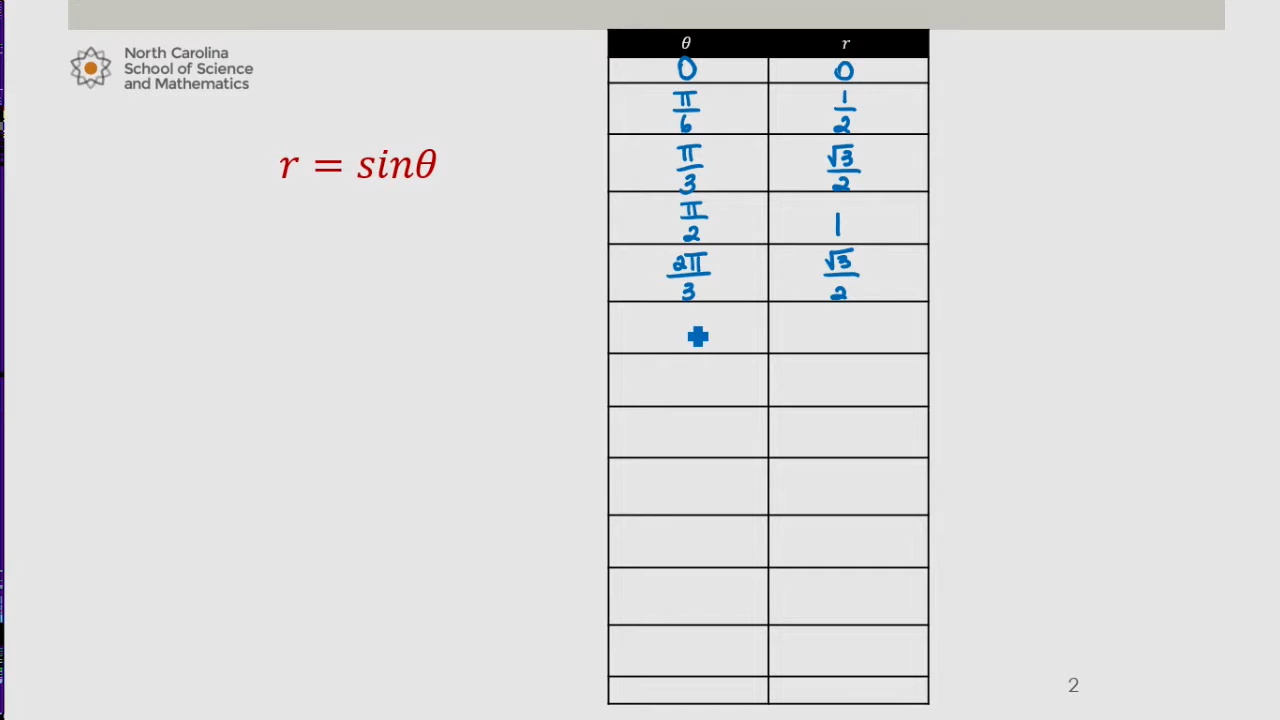 North Carolina
School of Science
and Mathematics
r = sinθ
θ r
0 0
π/6 1/2
π/3 √3/2
π/2 1
2π/3 √3/2
2